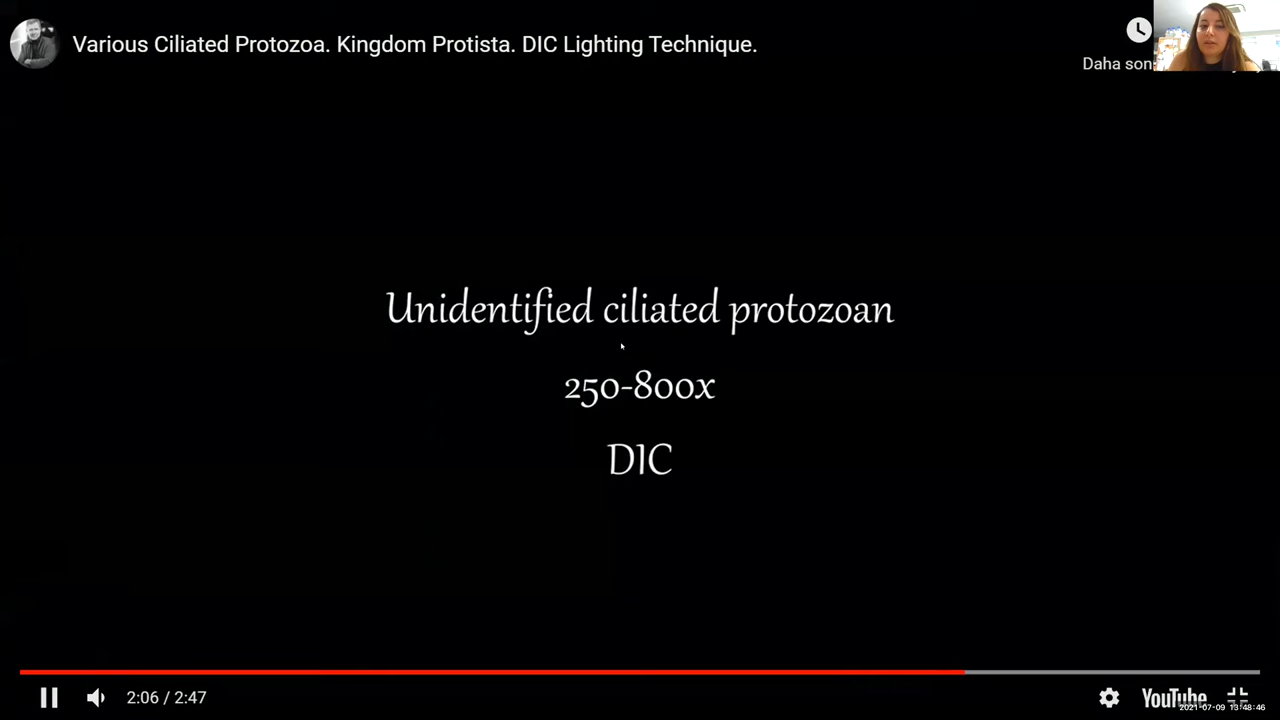 Various Ciliated Protozoa. Kingdom Protista. DIC Lighting Technique.
Daha son
Unidentified ciliated protozoan
250-800x
DIC
2:06 / 2:47
YouTube
2021-07-09 13:48:46